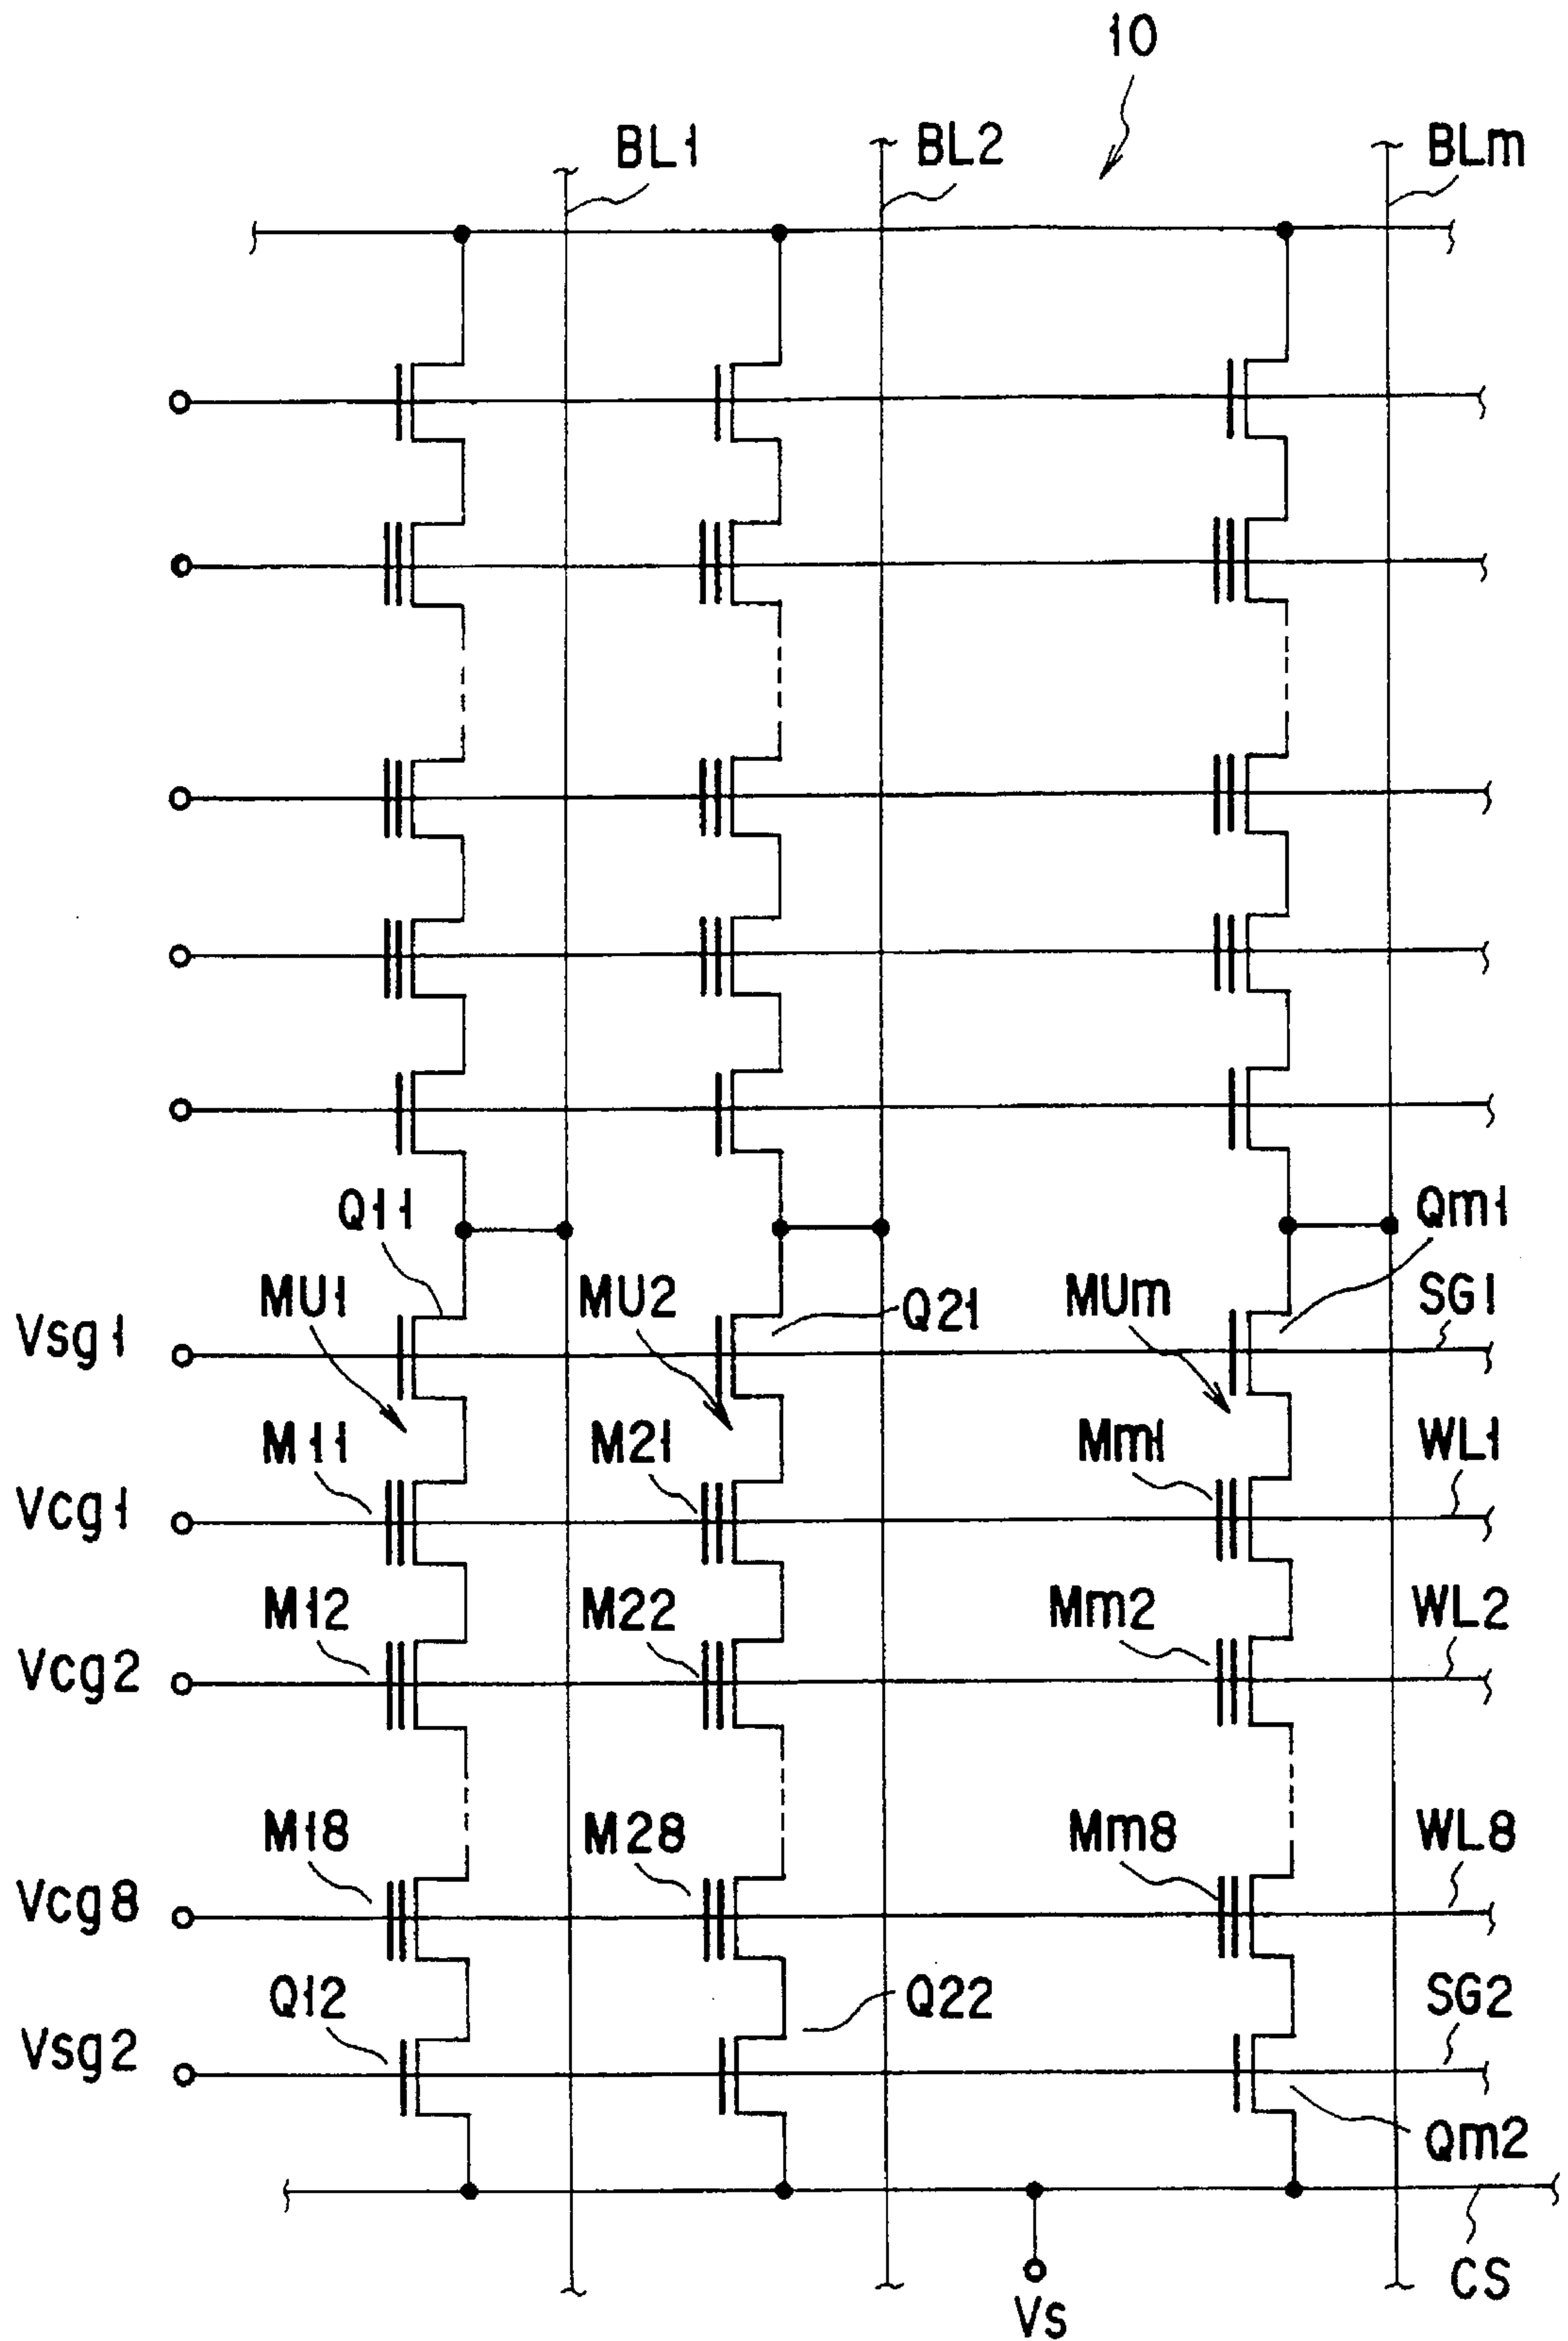 10
BL1 BL2 BLm
Q11 Qm1
MU1 MU2 Q21 MUm SG1
Vsg1
M11 M21 Mm1 WL1
Vcg1
M12 M22 Mm2 WL2
Vcg2
M18 M28 Mm8 WL8
Vcg8
Q12 Q22 SG2
Vsg2
Qm2
CS
Vs